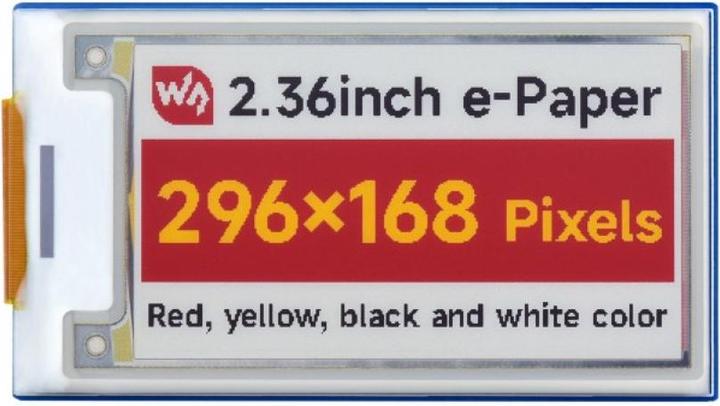 2.36inch e-Paper
296×168 Pixels
Red, yellow, black and white color